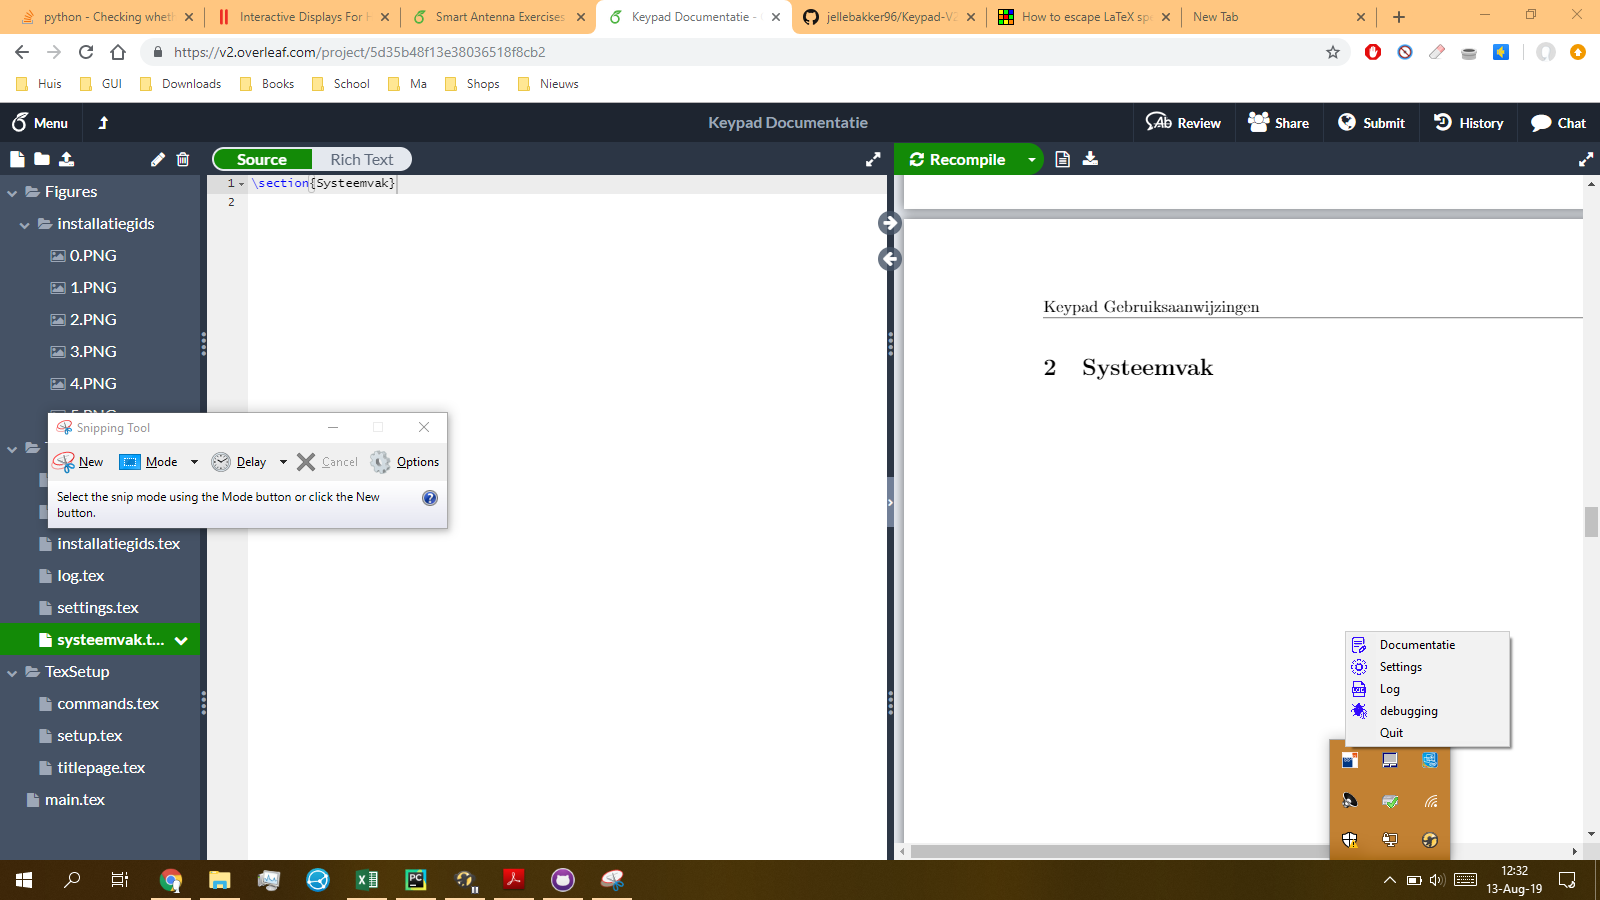 python - Checking wheth
Interactive Displays For H
Smart Antenna Exercises
Keypad Documentatie -
jellebakker96/Keypad-V2
How to escape LaTeX spe
New Tab
https://v2.overleaf.com/project/5d35b48f13e38036518f8cb2
Huis
GUI
Downloads
Books
School
Ma
Shops
Nieuws
Menu
Keypad Documentatie
Review
Share
Submit
History
Chat
Source
Rich Text
Recompile
Figures
installatiegids
0.PNG
1.PNG
2.PNG
3.PNG
4.PNG
installatiegids.tex
log.tex
settings.tex
systeemvak.t...
TexSetup
commands.tex
setup.tex
titlepage.tex
main.tex
1 \section{Systeemvak}
2
Snipping Tool
New
Mode
Delay
Cancel
Options
Select the snip mode using the Mode button or click the New
button.
Keypad Gebruiksaanwijzingen
2 Systeemvak
Documentatie
Settings
Log
debugging
Quit
12:32
13-Aug-19